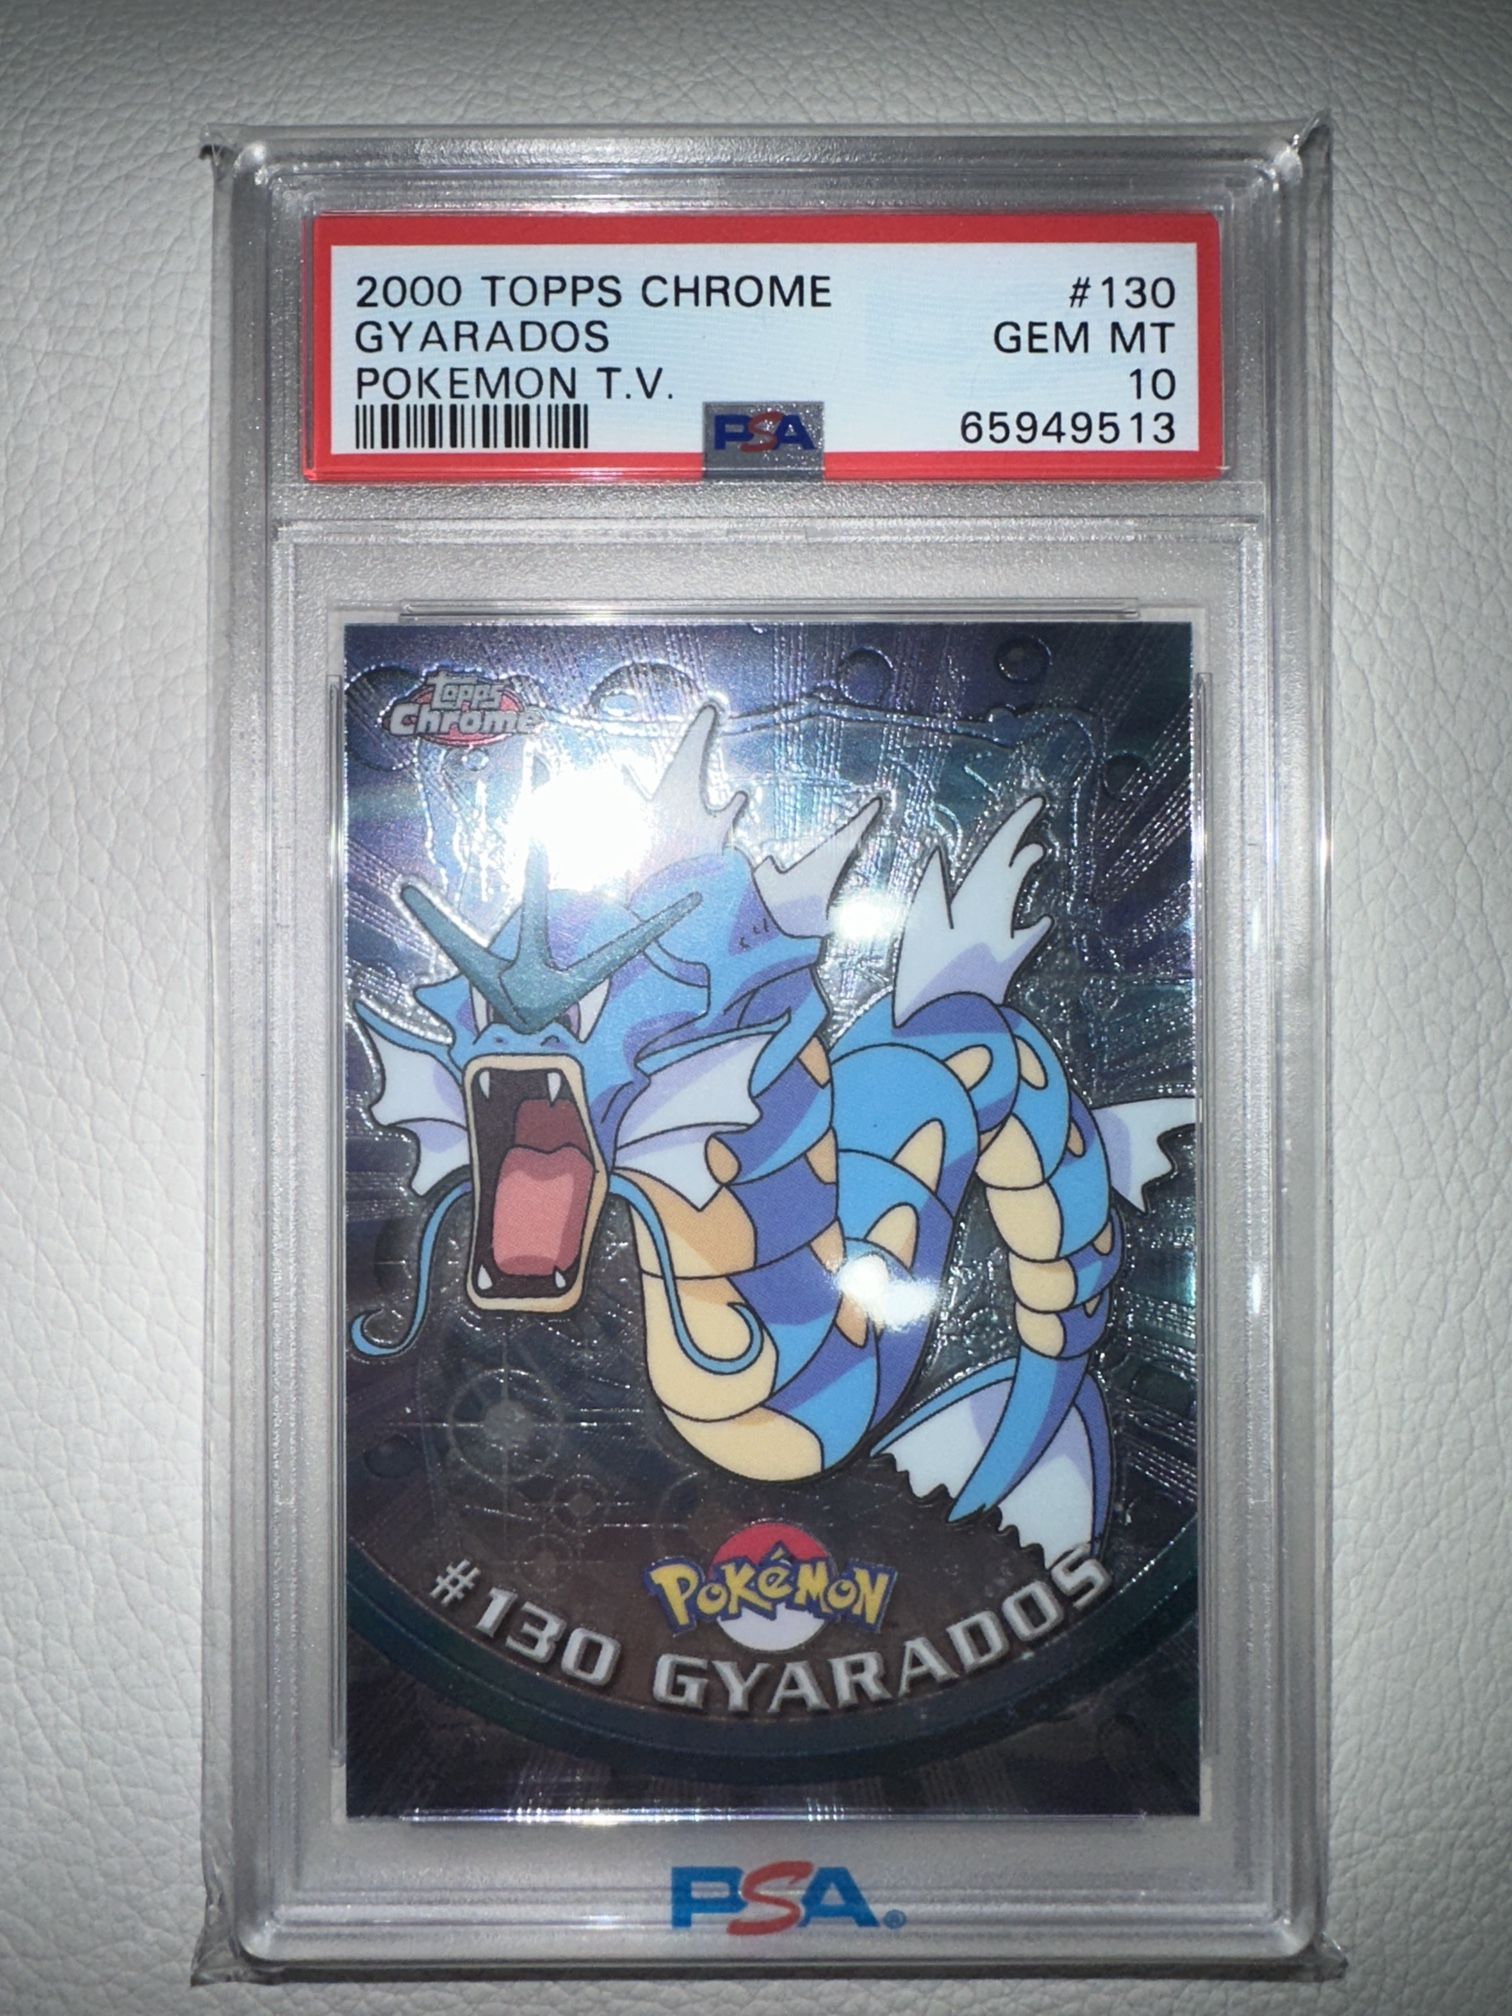 2000 TOPPS CHROME #130
GYARADOS GEM MT
POKEMON T.V. 10
PSA 65949513
Topps
Chrome
POKéMON
#130 GYARADOS
PSA®